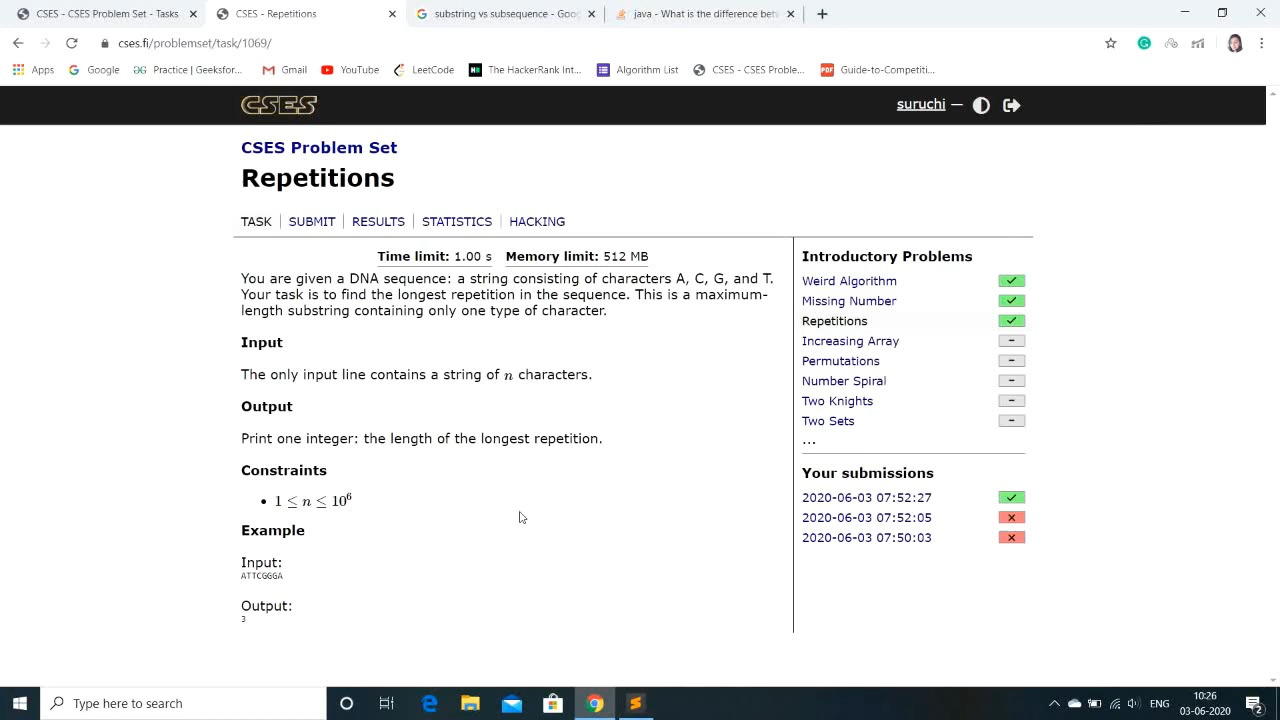 CSES Problem Set - Tasks
CSES - Repetitions
substring vs subsequence - Goog
java - What is the difference betw
cses.fi/problemset/task/1069/
Apps
Google
Practice | Geeksfor...
Gmail
YouTube
LeetCode
The HackerRank Int...
Algorithm List
CSES - CSES Proble...
Guide-to-Competiti...
CSES
suruchi —
CSES Problem Set
Repetitions
TASK
SUBMIT
RESULTS
STATISTICS
HACKING
Time limit: 1.00 s Memory limit: 512 MB
You are given a DNA sequence: a string consisting of characters A, C, G, and T.
Your task is to find the longest repetition in the sequence. This is a maximum-
length substring containing only one type of character.
Input
The only input line contains a string of n characters.
Output
Print one integer: the length of the longest repetition.
Constraints
• 1 ≤ n ≤ 10⁶
Example
Input:
ATTCGGGA
Output:
3
Introductory Problems
Weird Algorithm
Missing Number
Repetitions
Increasing Array
Permutations
Number Spiral
Two Knights
Two Sets
...
Your submissions
2020-06-03 07:52:27
2020-06-03 07:52:05
2020-06-03 07:50:03
Type here to search
ENG
10:26
03-06-2020
2